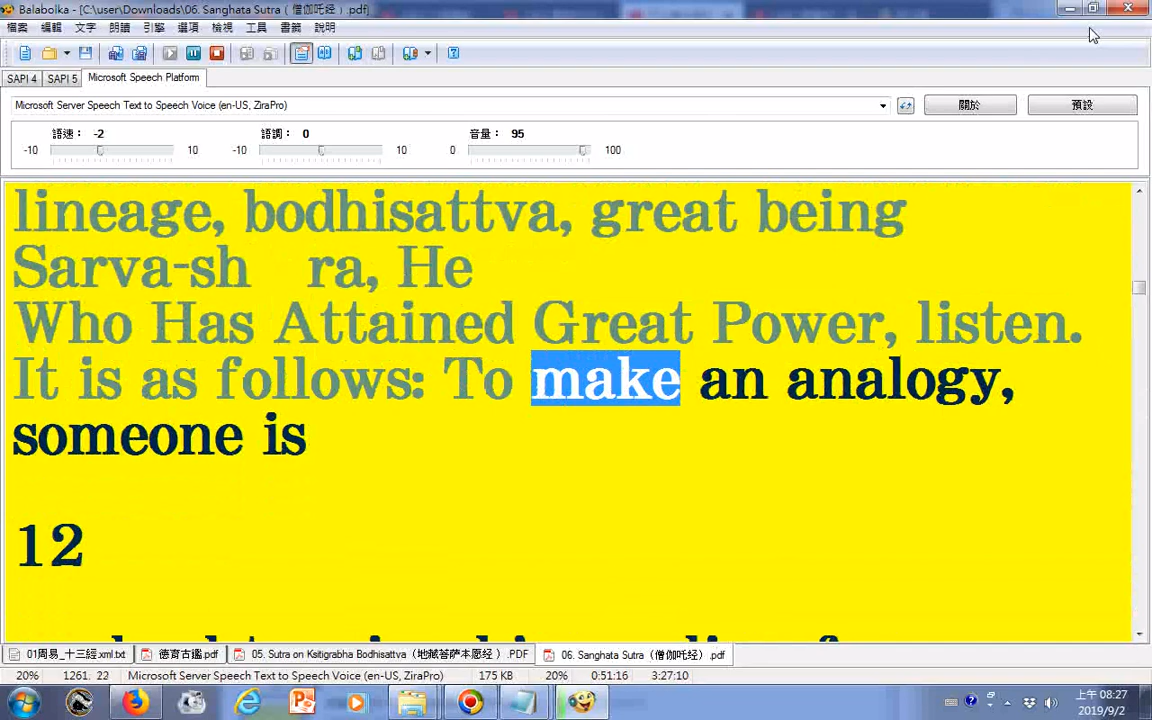 Balabolka - [C:\user\Downloads\06. Sanghata Sutra（僧伽吒经）.pdf]
檔案 編輯 文字 朗讀 引擎 選項 檢視 工具 書籤 說明
SAPI 4 SAPI 5 Microsoft Speech Platform
Microsoft Server Speech Text to Speech Voice (en-US, ZiraPro) 關於 預設
語速： -2 語調： 0 音量： 95
-10 10 -10 10 0 100
lineage, bodhisattva, great being
Sarva-sh ra, He
Who Has Attained Great Power, listen.
It is as follows: To make an analogy,
someone is
12
01周易_十三經.xml.txt 德育古鑑.pdf 05. Sutra on Ksitigrabha Bodhisattva（地藏菩萨本愿经）.PDF 06. Sanghata Sutra（僧伽吒经）.pdf
20% 1261: 22 Microsoft Server Speech Text to Speech Voice (en-US, ZiraPro) 175 KB 20% 0:51:16 3:27:10
上午 08:27
2019/9/2